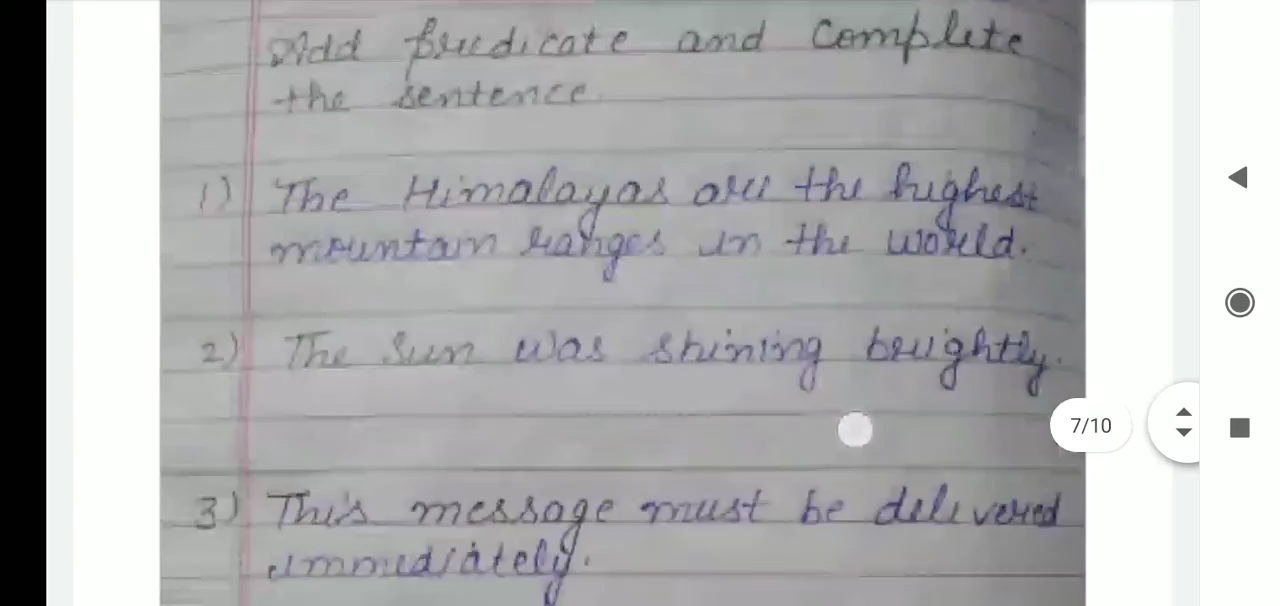 Add predicate and complete
the sentence.
1) The Himalayas are the highest
mountain ranges in the world.
2) The Sun was shining brightly.
7/10
3) This message must be delivered
immediately.